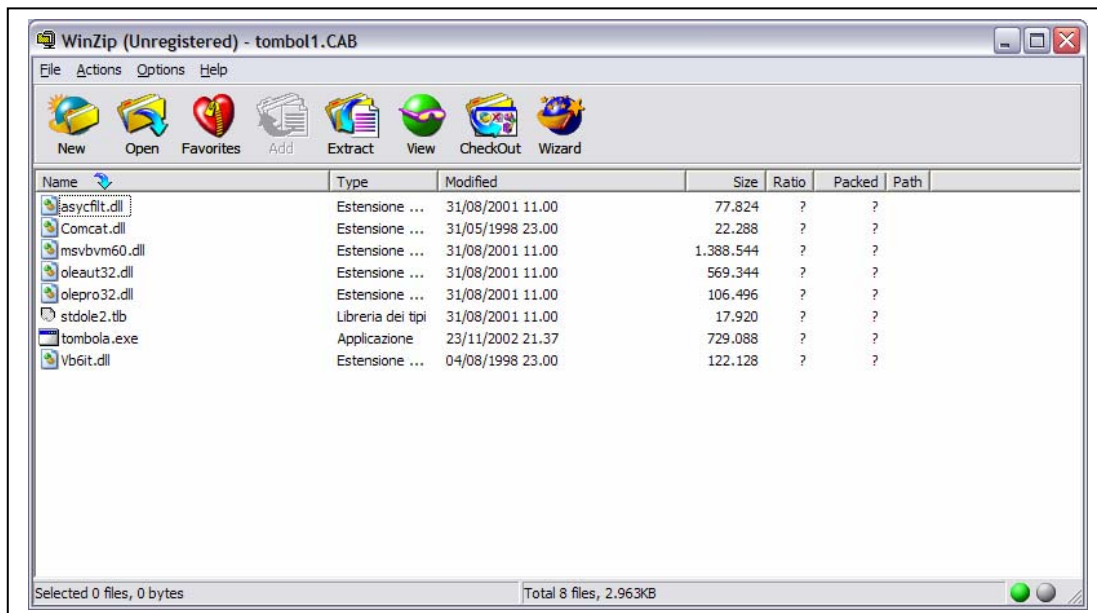 WinZip (Unregistered) - tombol1.CAB
File Actions Options Help
New Open Favorites Add Extract View CheckOut Wizard
Name Type Modified Size Ratio Packed Path
asycfilt.dll Estensione ... 31/08/2001 11.00 77.824 ? ?
Comcat.dll Estensione ... 31/05/1998 23.00 22.288 ? ?
msvbvm60.dll Estensione ... 31/08/2001 11.00 1.388.544 ? ?
oleaut32.dll Estensione ... 31/08/2001 11.00 569.344 ? ?
olepro32.dll Estensione ... 31/08/2001 11.00 106.496 ? ?
stdole2.tlb Libreria dei tipi 31/08/2001 11.00 17.920 ? ?
tombola.exe Applicazione 23/11/2002 21.37 729.088 ? ?
Vb6it.dll Estensione ... 04/08/1998 23.00 122.128 ? ?
Selected 0 files, 0 bytes Total 8 files, 2.963KB